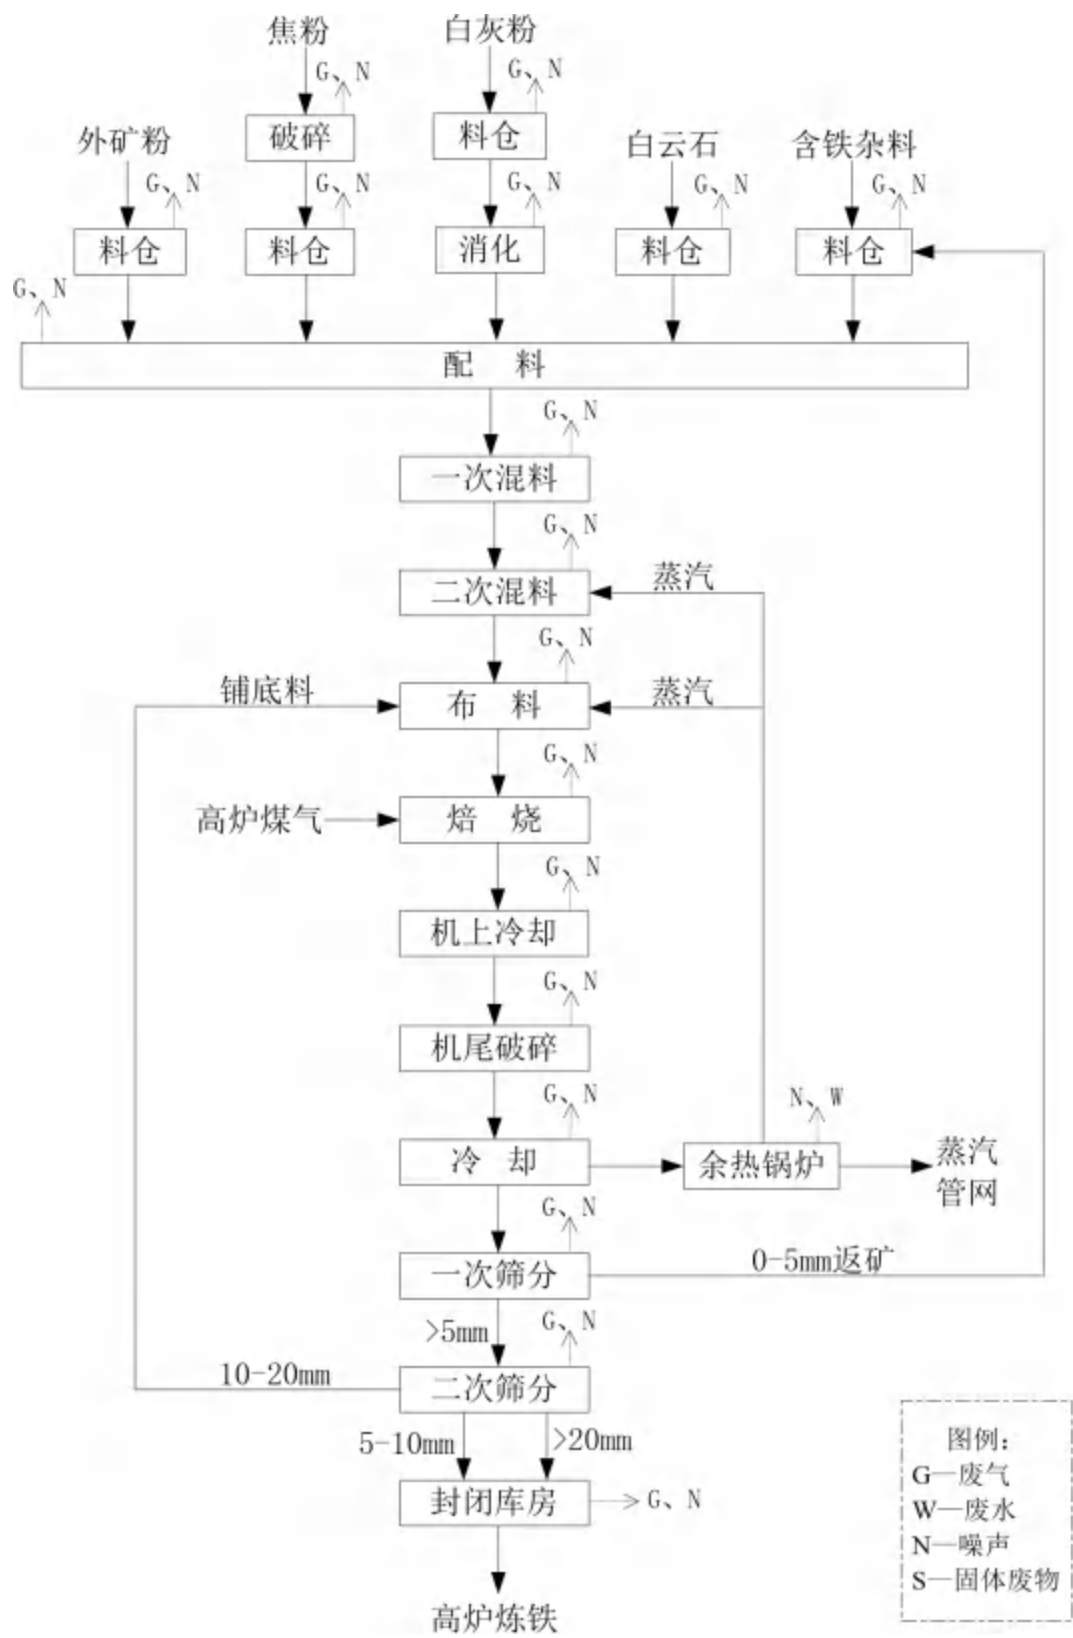 焦粉
白灰粉
G、N
G、N
外矿粉
破碎
料仓
白云石
含铁杂料
G、N
G、N
G、N
G、N
G、N
料仓
料仓
消化
料仓
料仓
G、N
配 料
G、N
一次混料
G、N
二次混料
蒸汽
G、N
铺底料
布 料
蒸汽
G、N
高炉煤气
焙 烧
G、N
机上冷却
G、N
机尾破碎
G、N
N、W
冷 却
余热锅炉
蒸汽
管网
G、N
一次筛分
0-5mm返矿
>5mm
G、N
10-20mm
二次筛分
5-10mm
>20mm
封闭库房
G、N
高炉炼铁
图例：
G—废气
W—废水
N—噪声
S—固体废物